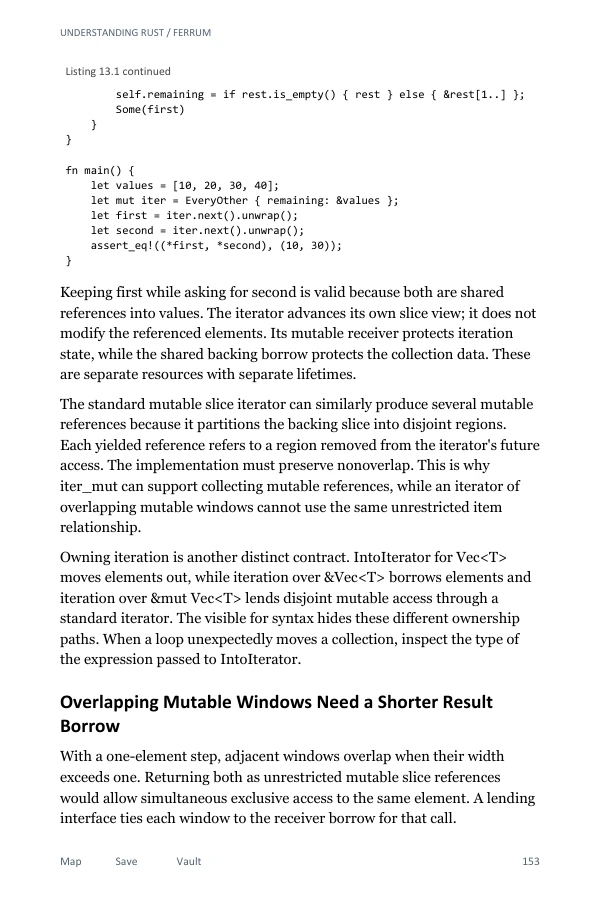 UNDERSTANDING RUST / FERRUM
Listing 13.1 continued
        self.remaining = if rest.is_empty() { rest } else { &rest[1..] };
        Some(first)
    }
}
fn main() {
    let values = [10, 20, 30, 40];
    let mut iter = EveryOther { remaining: &values };
    let first = iter.next().unwrap();
    let second = iter.next().unwrap();
    assert_eq!((*first, *second), (10, 30));
}
Keeping first while asking for second is valid because both are shared
references into values. The iterator advances its own slice view; it does not
modify the referenced elements. Its mutable receiver protects iteration
state, while the shared backing borrow protects the collection data. These
are separate resources with separate lifetimes.
The standard mutable slice iterator can similarly produce several mutable
references because it partitions the backing slice into disjoint regions.
Each yielded reference refers to a region removed from the iterator's future
access. The implementation must preserve nonoverlap. This is why
iter_mut can support collecting mutable references, while an iterator of
overlapping mutable windows cannot use the same unrestricted item
relationship.
Owning iteration is another distinct contract. IntoIterator for Vec<T>
moves elements out, while iteration over &Vec<T> borrows elements and
iteration over &mut Vec<T> lends disjoint mutable access through a
standard iterator. The visible for syntax hides these different ownership
paths. When a loop unexpectedly moves a collection, inspect the type of
the expression passed to IntoIterator.
Overlapping Mutable Windows Need a Shorter Result
Borrow
With a one-element step, adjacent windows overlap when their width
exceeds one. Returning both as unrestricted mutable slice references
would allow simultaneous exclusive access to the same element. A lending
interface ties each window to the receiver borrow for that call.
Map Save Vault 153